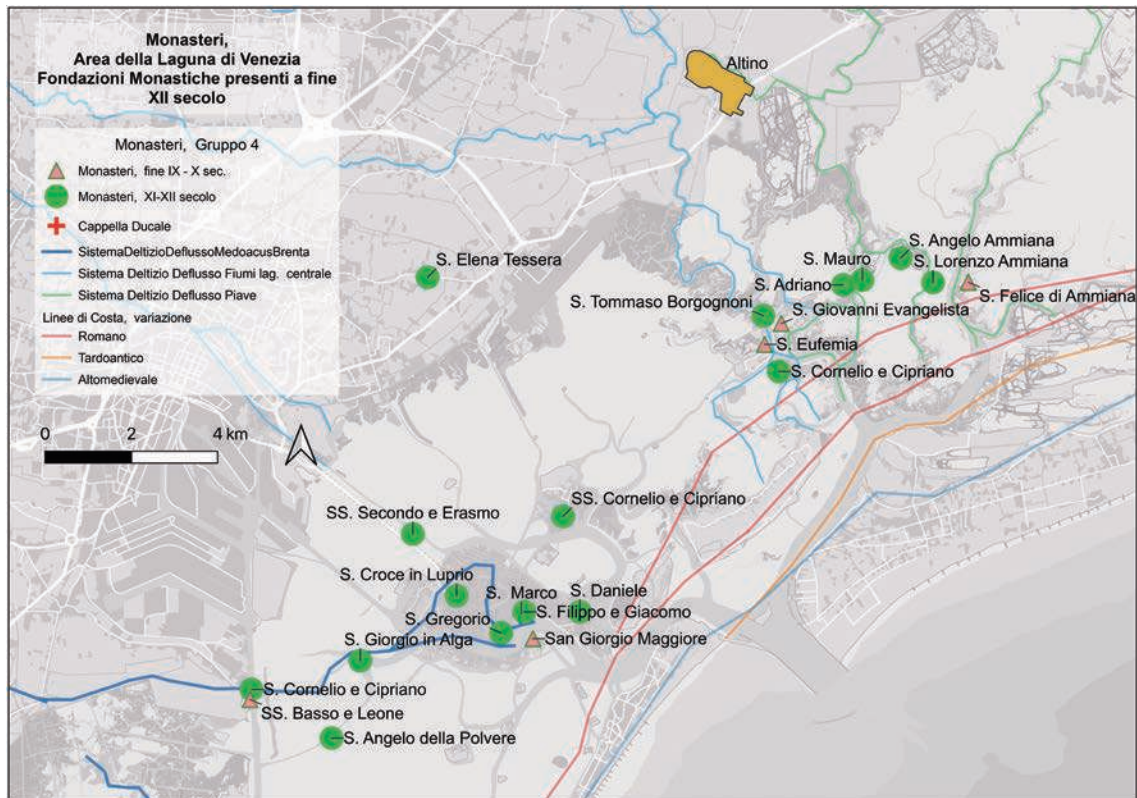 Monasteri,
Area della Laguna di Venezia
Fondazioni Monastiche presenti a fine
XII secolo
Monasteri, Gruppo 4
Monasteri, fine IX - X sec.
Monasteri, XI-XII secolo
Cappella Ducale
SistemaDeltizioDeflussoMedoacusBrenta
Sistema Deltizio Deflusso Fiumi lag. centrale
Sistema Deltizio Deflusso Piave
Linee di Costa, variazione
Romano
Tardoantico
Altomedievale
0 2 4 km
Altino
S. Elena Tessera
S. Angelo Ammiana
S. Mauro
S. Lorenzo Ammiana
S. Adriano
S. Felice di Ammiana
S. Tommaso Borgognoni
S. Giovanni Evangelista
S. Eufemia
S. Cornelio e Cipriano
SS. Cornelio e Cipriano
SS. Secondo e Erasmo
S. Croce in Luprio
S. Marco
S. Daniele
S. Filippo e Giacomo
S. Gregorio
S. Giorgio in Alga
San Giorgio Maggiore
S. Cornelio e Cipriano
SS. Basso e Leone
S. Angelo della Polvere